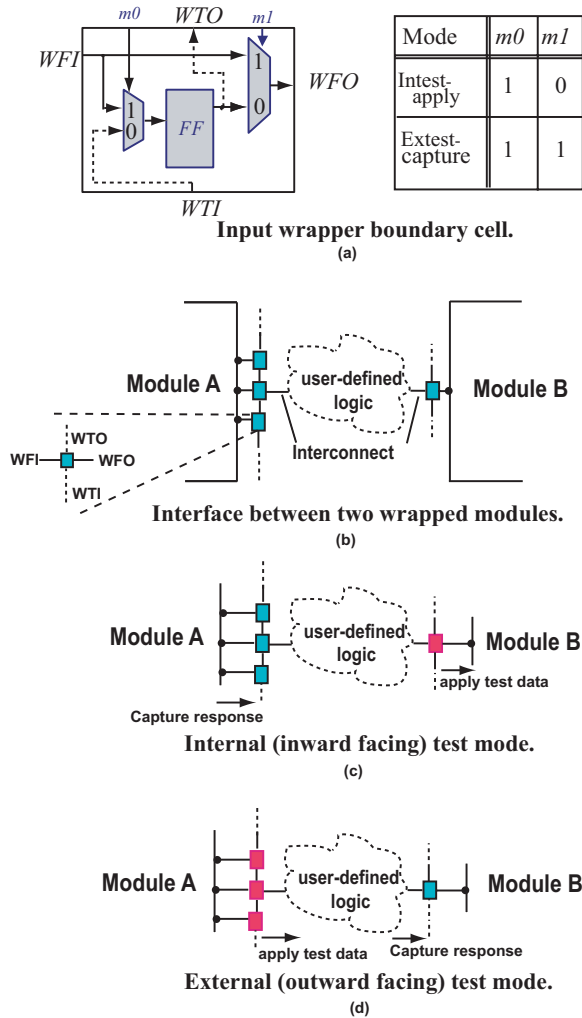 m0
WTO
m1
WFI
1
0
FF
1
0
WFO
WTI
Mode m0 m1
Intest-
apply 1 0
Extest-
capture 1 1
Input wrapper boundary cell.
(a)
Module A
user-defined
logic
Module B
Interconnect
WTO
WFI
WFO
WTI
Interface between two wrapped modules.
(b)
Module A
user-defined
logic
Module B
apply test data
Capture response
Internal (inward facing) test mode.
(c)
Module A
user-defined
logic
Module B
apply test data
Capture response
External (outward facing) test mode.
(d)